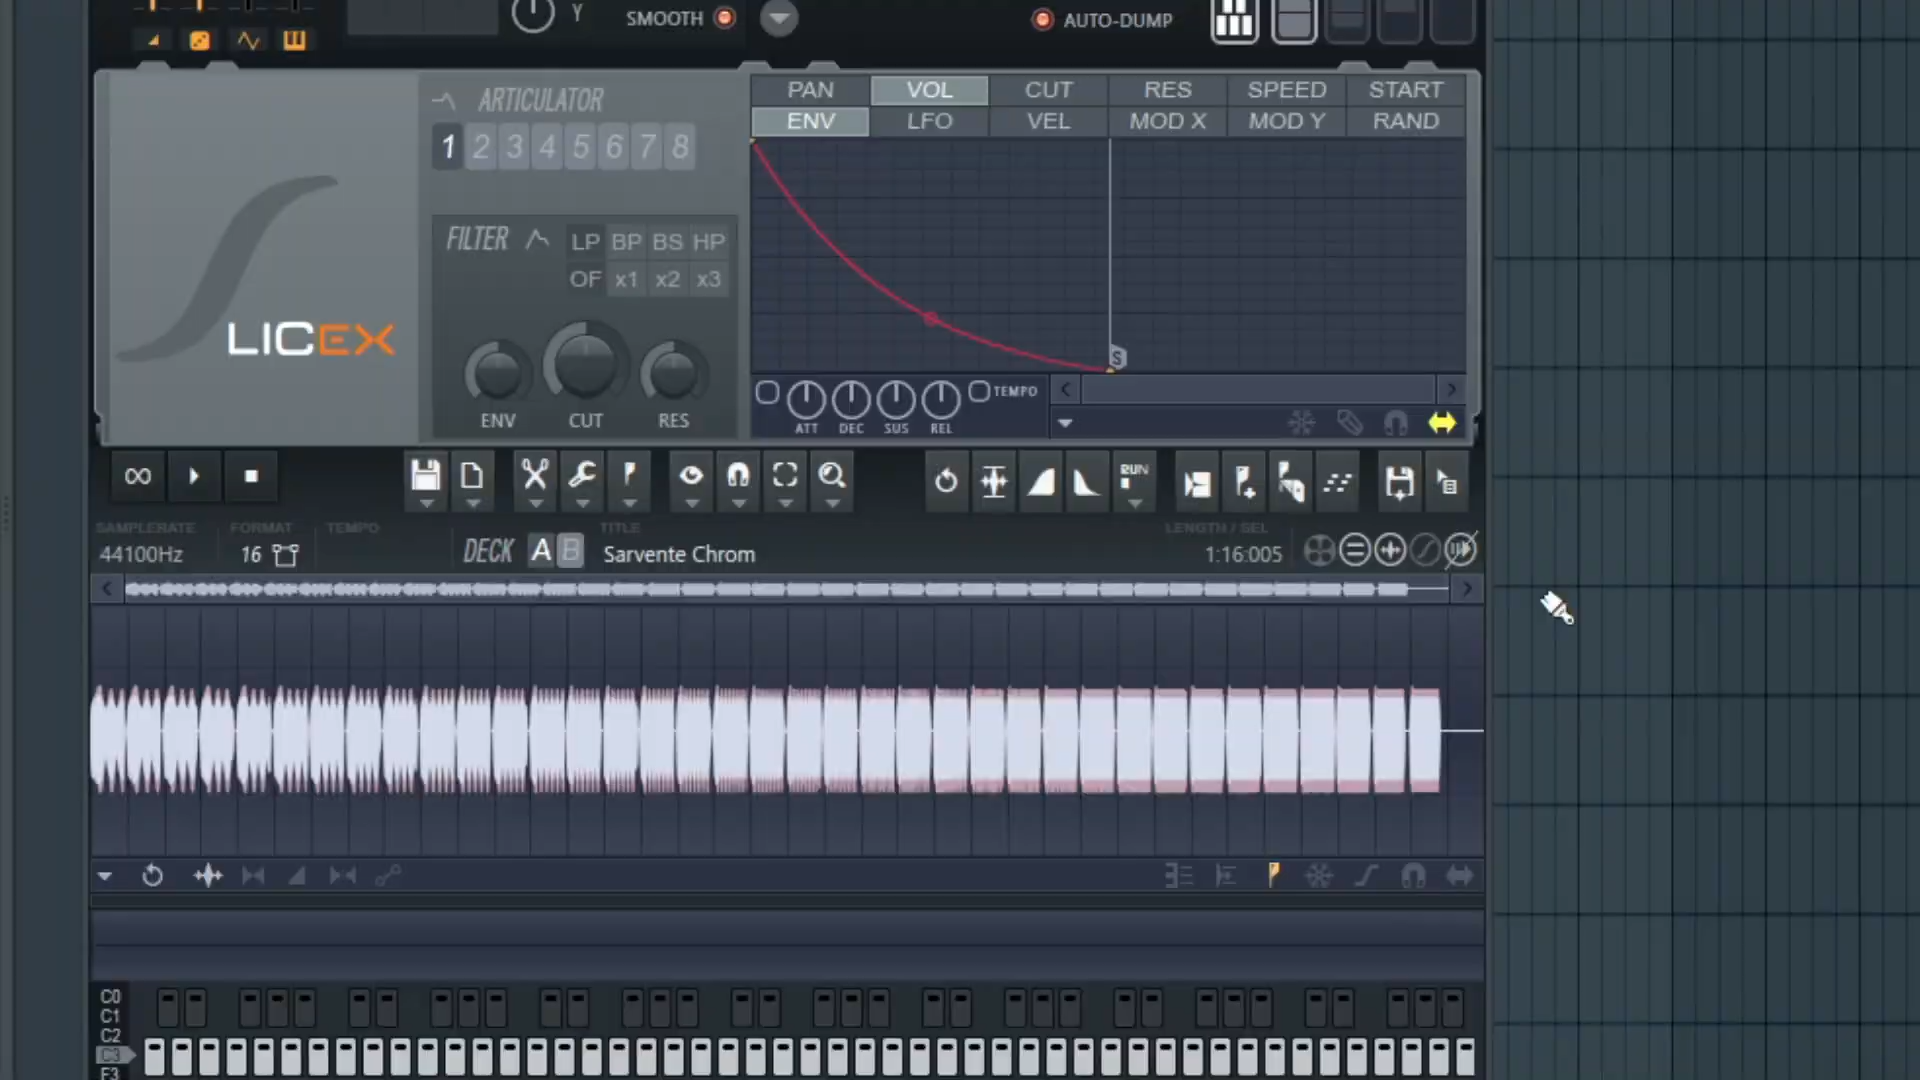 Y SMOOTH AUTO-DUMP
ARTICULATOR
1 2 3 4 5 6 7 8
PAN VOL CUT RES SPEED START
ENV LFO VEL MOD X MOD Y RAND
FILTER LP BP BS HP
OF x1 x2 x3
LICEX
ENV CUT RES
S
TEMPO
ATT DEC SUS REL
RUN
SAMPLERATE FORMAT TEMPO TITLE LENGTH / SEL
44100Hz 16 DECK A B Sarvente Chrom 1:16:005
C0
C1
C2
C3